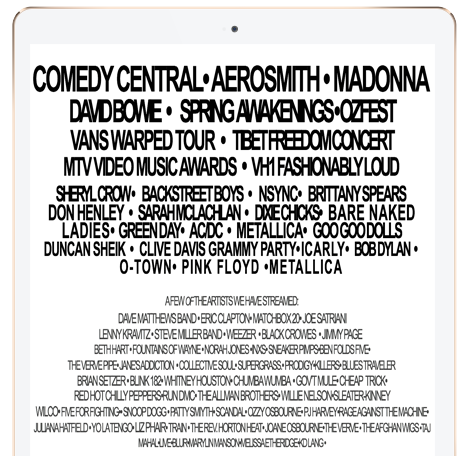 COMEDY CENTRAL• AEROSMITH • MADONNA
DAVID BOWIE • SPRING AWAKENINGS•OZFEST
VANS WARPED TOUR • TIBET FREEDOM CONCERT
MTV VIDEO MUSIC AWARDS • VH1 FASHIONABLY LOUD
SHERYL CROW• BACKSTREET BOYS • NSYNC• BRITTANY SPEARS
DON HENLEY • SARAH MCLACHLAN • DIXIE CHICKS• BARE NAKED
LADIES• GREEN DAY• AC/DC • METALLICA• GOO GOO DOLLS
DUNCAN SHEIK • CLIVE DAVIS GRAMMY PARTY•ICARLY• BOB DYLAN •
O-TOWN• PINK FLOYD •METALLICA
A FEW OF THE ARTISTS WE HAVE STREAMED:
DAVE MATTHEWS BAND • ERIC CLAPTON• MATCHBOX 20• JOE SATRIANI
LENNY KRAVITZ • STEVE MILLER BAND • WEEZER • BLACK CROWES • JIMMY PAGE
BETH HART • FOUNTAINS OF WAYNE • NORAH JONES •INXS• SNEAKER PIMPS•BEN FOLDS FIVE•
THE VERVE PIPE• JANES ADDICTION • COLLECTIVE SOUL• SUPERGRASS• PRODIGY•KILLERS• BLUES TRAVELER
BRIAN SETZER • BLINK 182• WHITNEY HOUSTON• CHUMBA WUMBA • GOV'T MULE• CHEAP TRICK•
RED HOT CHILLY PEPPERS•RUN DMC• THE ALLMAN BROTHERS• WILLIE NELSON•SLEATER-KINNEY
WILCO• FIVE FOR FIGHTING•• SNOOP DOGG • PATTY SMYTH• SCANDAL• OZZY OSBOURNE• PJ HARVEY•RAGE AGAINST THE MACHINE•
JULIANA HATFIELD • YO LA TENGO• LIZ PHAIR• TRAIN • THE REV. HORTON HEAT• JOANE OSBOURNE•THE VERVE • THE AFGHAN WIGS •TAJ
MAHAL•LIVE•BLUR•MARYLIN MANSON•MELISSA ETHERIDGE•KD LANG •